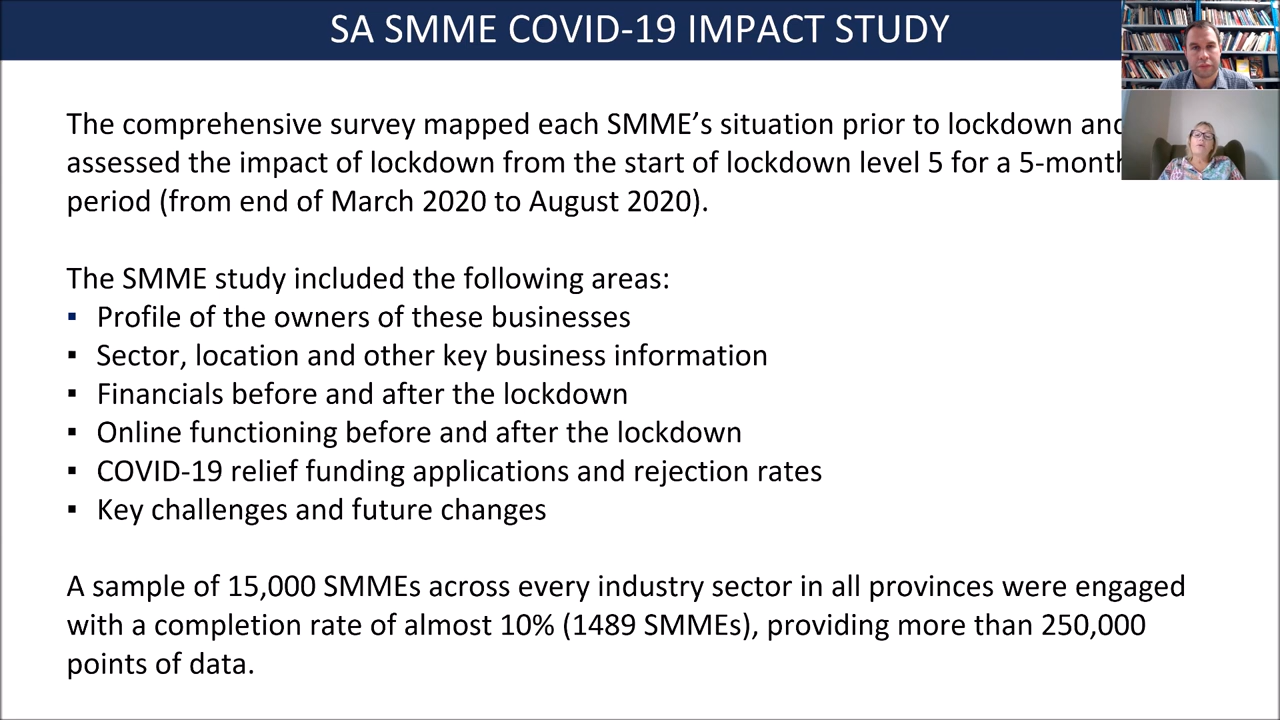 SA SMME COVID-19 IMPACT STUDY
The comprehensive survey mapped each SMME’s situation prior to lockdown and
assessed the impact of lockdown from the start of lockdown level 5 for a 5-month
period (from end of March 2020 to August 2020).
The SMME study included the following areas:
▪ Profile of the owners of these businesses
▪ Sector, location and other key business information
▪ Financials before and after the lockdown
▪ Online functioning before and after the lockdown
▪ COVID-19 relief funding applications and rejection rates
▪ Key challenges and future changes
A sample of 15,000 SMMEs across every industry sector in all provinces were engaged
with a completion rate of almost 10% (1489 SMMEs), providing more than 250,000
points of data.